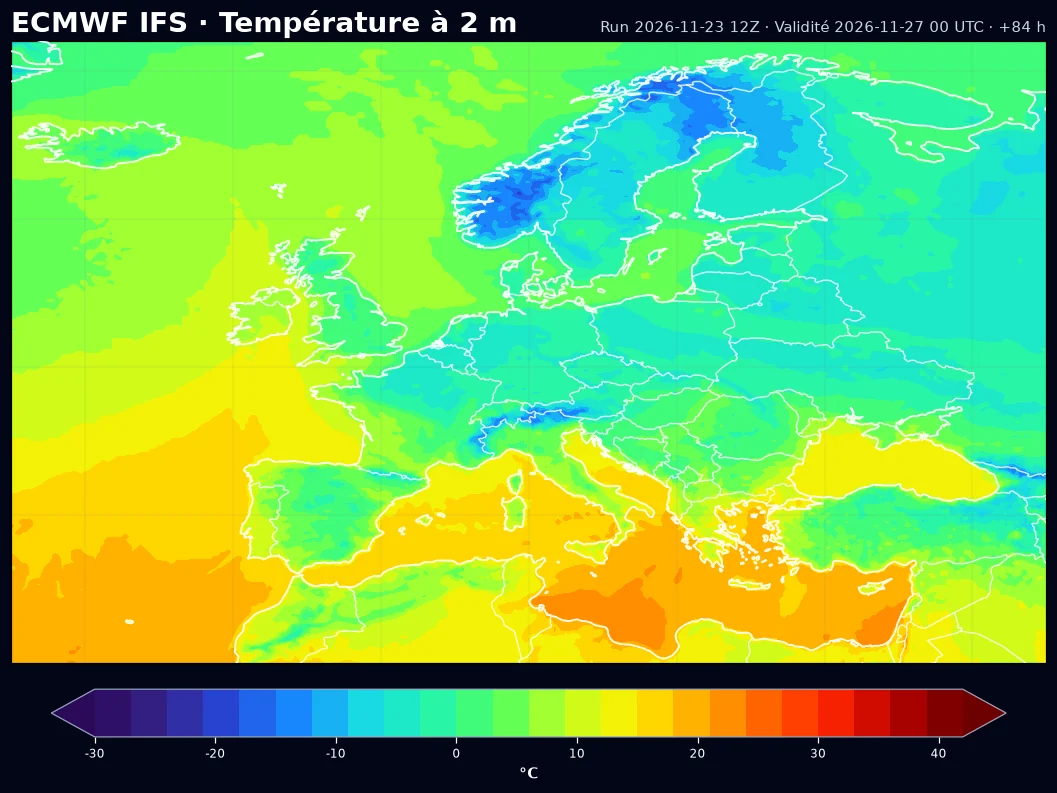 ECMWF IFS · Température à 2 m
Run 2026-11-23 12Z · Validité 2026-11-27 00 UTC · +84 h
-30 -20 -10 0 10 20 30 40
°C